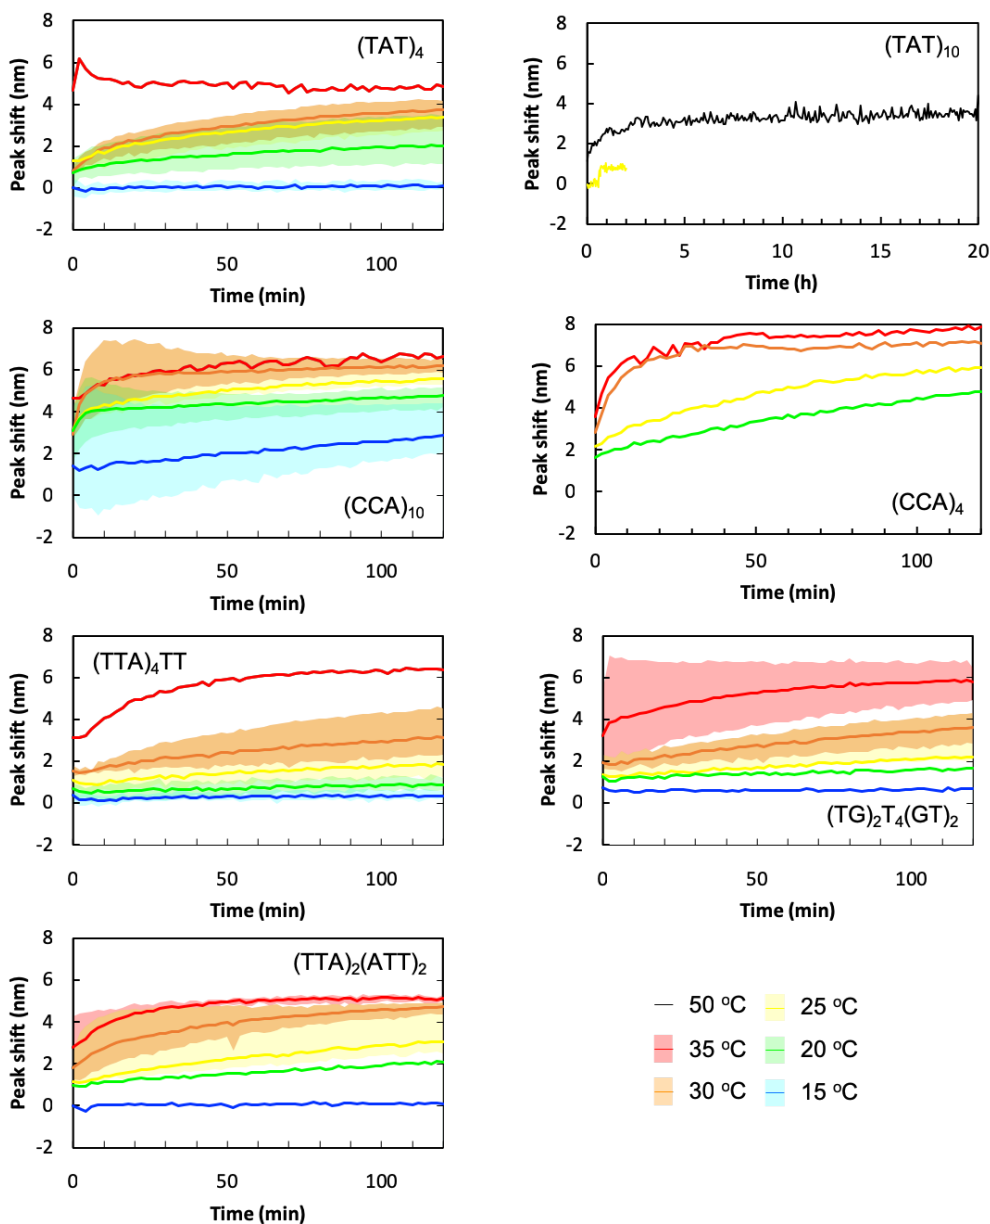 (TAT)₄
Peak shift (nm)
8
6
4
2
0
-2
0
50
100
Time (min)
(TAT)₁₀
Peak shift (nm)
8
6
4
2
0
-2
0
5
10
15
20
Time (h)
(CCA)₁₀
Peak shift (nm)
8
6
4
2
0
-2
0
50
100
Time (min)
(CCA)₄
Peak shift (nm)
8
6
4
2
0
-2
0
50
100
Time (min)
(TTA)₄TT
Peak shift (nm)
8
6
4
2
0
-2
0
50
100
Time (min)
(TG)₂T₄(GT)₂
Peak shift (nm)
8
6
4
2
0
-2
0
50
100
Time (min)
(TTA)₂(ATT)₂
Peak shift (nm)
8
6
4
2
0
-2
0
50
100
Time (min)
50 ºC
25 ºC
35 ºC
20 ºC
30 ºC
15 ºC